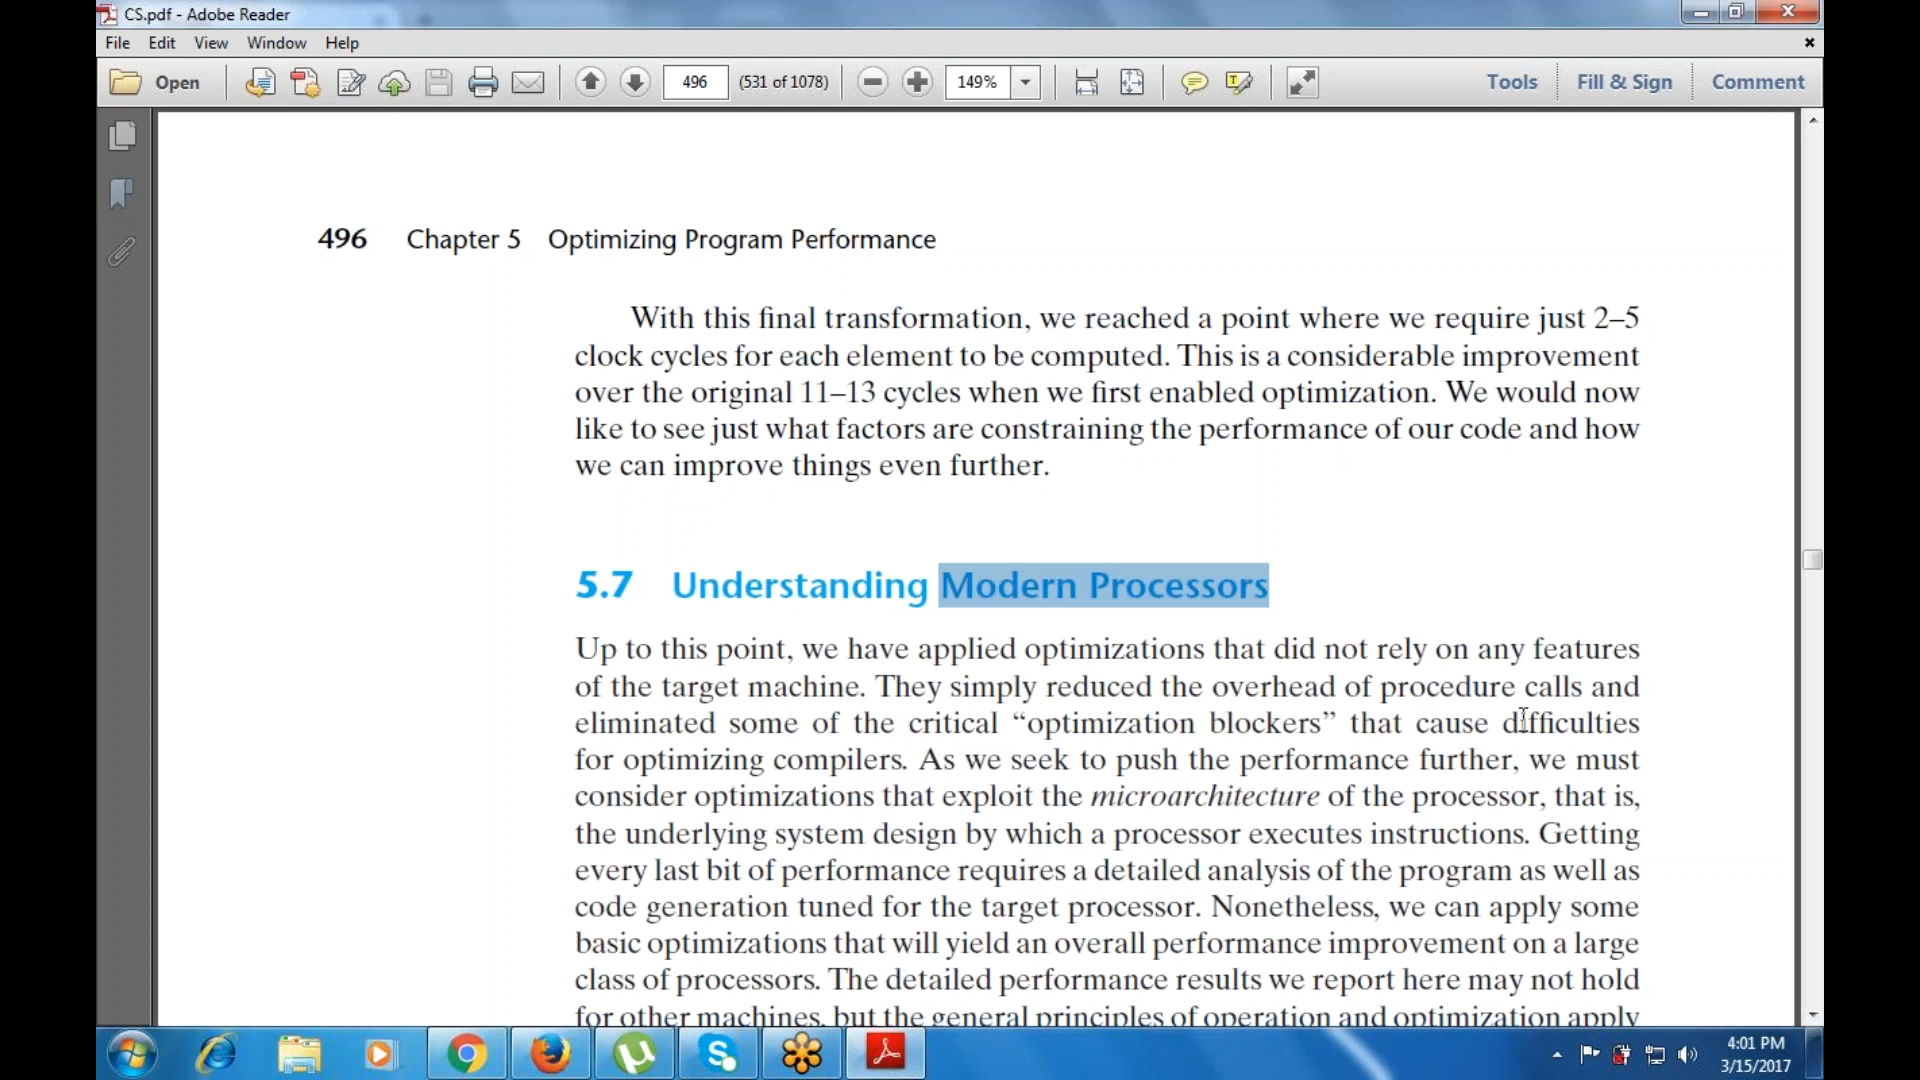 CS.pdf - Adobe Reader
File Edit View Window Help
Open 496 (531 of 1078) 149% Tools Fill & Sign Comment
496 Chapter 5 Optimizing Program Performance
With this final transformation, we reached a point where we require just 2–5
clock cycles for each element to be computed. This is a considerable improvement
over the original 11–13 cycles when we first enabled optimization. We would now
like to see just what factors are constraining the performance of our code and how
we can improve things even further.
5.7 Understanding Modern Processors
Up to this point, we have applied optimizations that did not rely on any features
of the target machine. They simply reduced the overhead of procedure calls and
eliminated some of the critical “optimization blockers” that cause difficulties
for optimizing compilers. As we seek to push the performance further, we must
consider optimizations that exploit the microarchitecture of the processor, that is,
the underlying system design by which a processor executes instructions. Getting
every last bit of performance requires a detailed analysis of the program as well as
code generation tuned for the target processor. Nonetheless, we can apply some
basic optimizations that will yield an overall performance improvement on a large
class of processors. The detailed performance results we report here may not hold
for other machines, but the general principles of operation and optimization apply
4:01 PM
3/15/2017